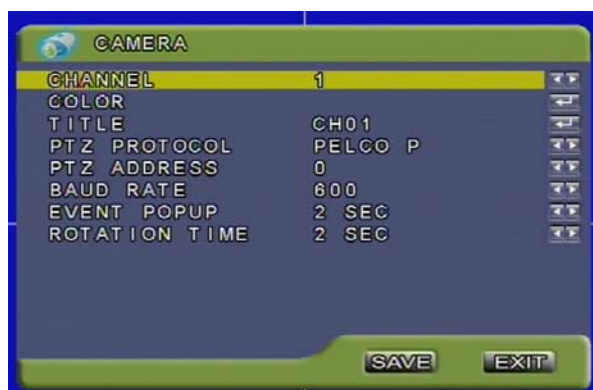 CAMERA
CHANNEL 1
COLOR
TITLE CH01
PTZ PROTOCOL PELCO P
PTZ ADDRESS 0
BAUD RATE 600
EVENT POPUP 2 SEC
ROTATION TIME 2 SEC
SAVE EXIT